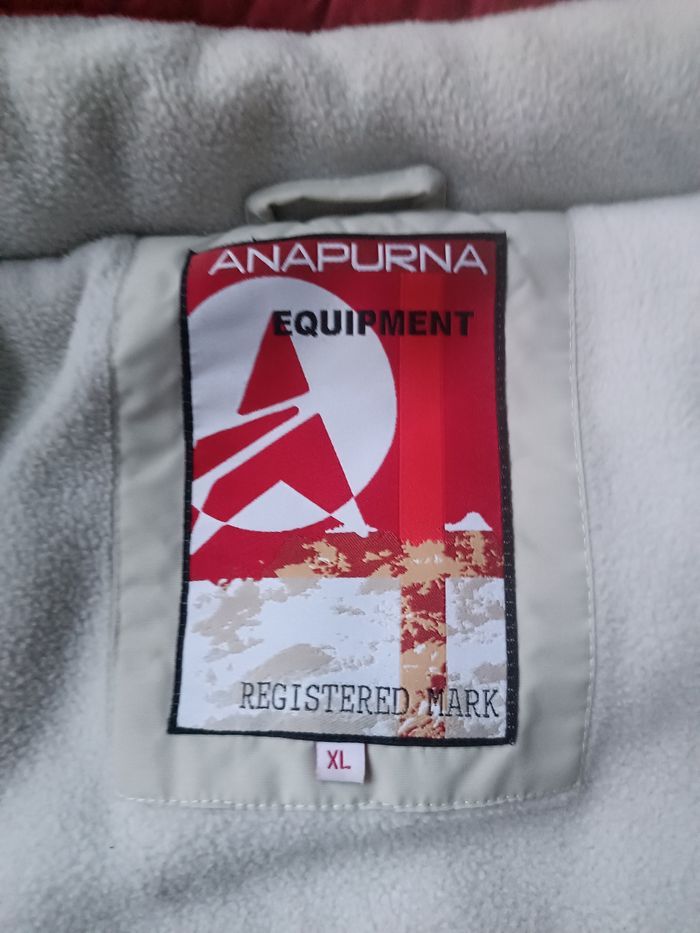 ANAPURNA
EQUIPMENT
REGISTERED MARK
XL